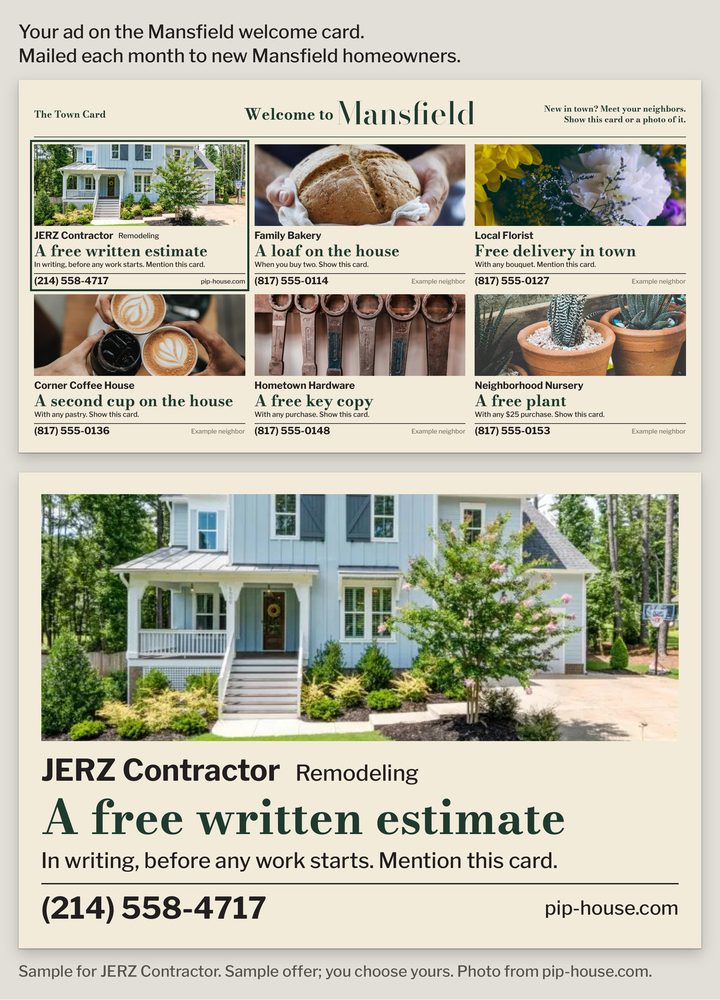 Your ad on the Mansfield welcome card.
Mailed each month to new Mansfield homeowners.
The Town Card
Welcome to Mansfield
New in town? Meet your neighbors.
Show this card or a photo of it.
JERZ Contractor Remodeling
A free written estimate
In writing, before any work starts. Mention this card.
(214) 558-4717 pip-house.com
Family Bakery
A loaf on the house
When you buy two. Show this card.
(817) 555-0114 Example neighbor
Local Florist
Free delivery in town
With any bouquet. Mention this card.
(817) 555-0127 Example neighbor
Corner Coffee House
A second cup on the house
With any pastry. Show this card.
(817) 555-0136 Example neighbor
Hometown Hardware
A free key copy
With any purchase. Show this card.
(817) 555-0148 Example neighbor
Neighborhood Nursery
A free plant
With any $25 purchase. Show this card.
(817) 555-0153 Example neighbor
JERZ Contractor Remodeling
A free written estimate
In writing, before any work starts. Mention this card.
(214) 558-4717 pip-house.com
Sample for JERZ Contractor. Sample offer; you choose yours. Photo from pip-house.com.